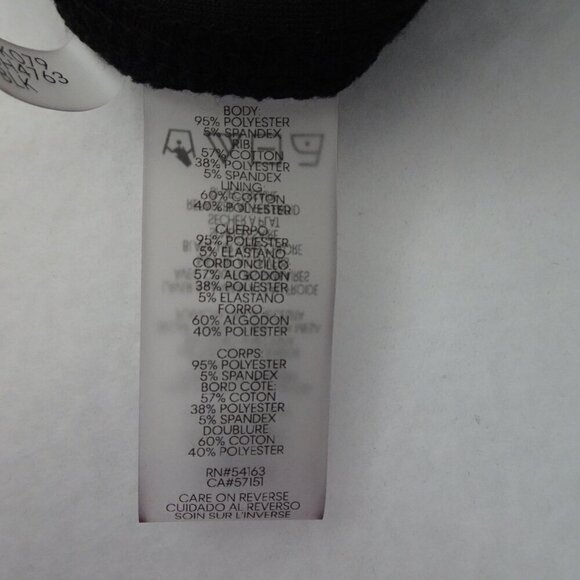 BLK
BODY:
95% POLYESTER
5% SPANDEX
RIB:
57% COTTON
38% POLYESTER
5% SPANDEX
LINING:
60% COTTON
40% POLYESTER
CUERPO:
95% POLIESTER
5% ELASTANO
CORDONCILLO:
57% ALGODON
38% POLIESTER
5% ELASTANO
FORRO:
60% ALGODON
40% POLIESTER
CORPS:
95% POLYESTER
5% SPANDEX
BORD CÔTE:
57% COTON
38% POLYESTER
5% SPANDEX
DOUBLURE
60% COTON
40% POLYESTER
RN#54163
CA#57151
CARE ON REVERSE
CUIDADO AL REVERSO
SOIN SUR L'INVERSE